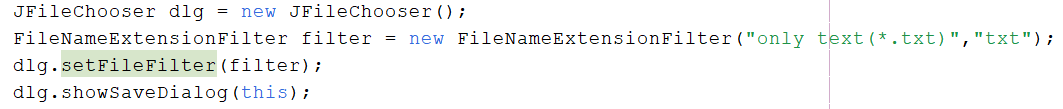 JFileChooser dlg = new JFileChooser();
FileNameExtensionFilter filter = new FileNameExtensionFilter("only text(*.txt)","txt");
dlg.setFileFilter(filter);
dlg.showSaveDialog(this);